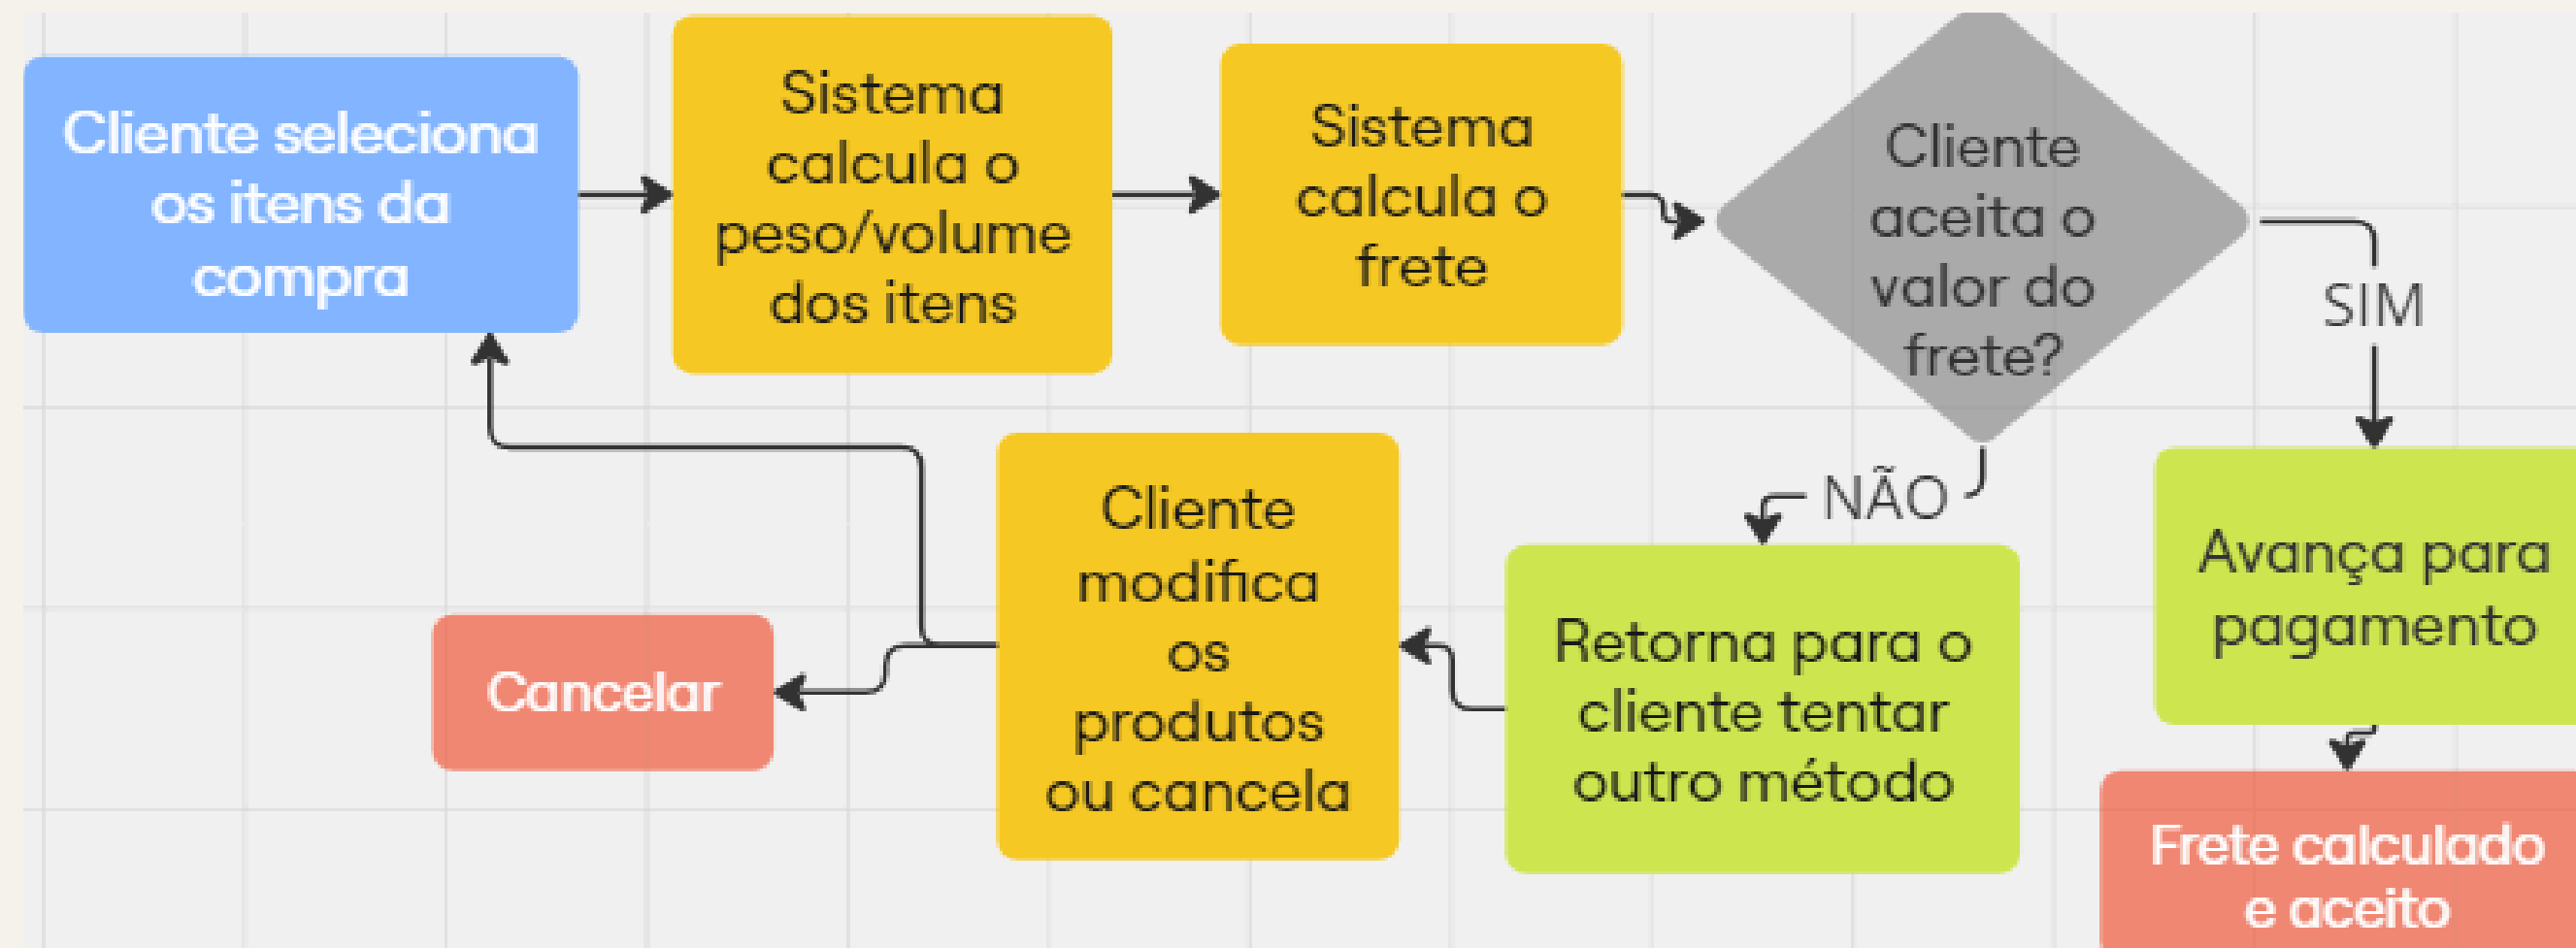 Cliente seleciona
os itens da
compra
Sistema
calcula o
peso/volume
dos itens
Sistema
calcula o
frete
Cliente
aceita o
valor do
frete?
SIM
NÃO
Avança para
pagamento
Frete calculado
e aceito
Retorna para o
cliente tentar
outro método
Cliente
modifica
os
produtos
ou cancela
Cancelar